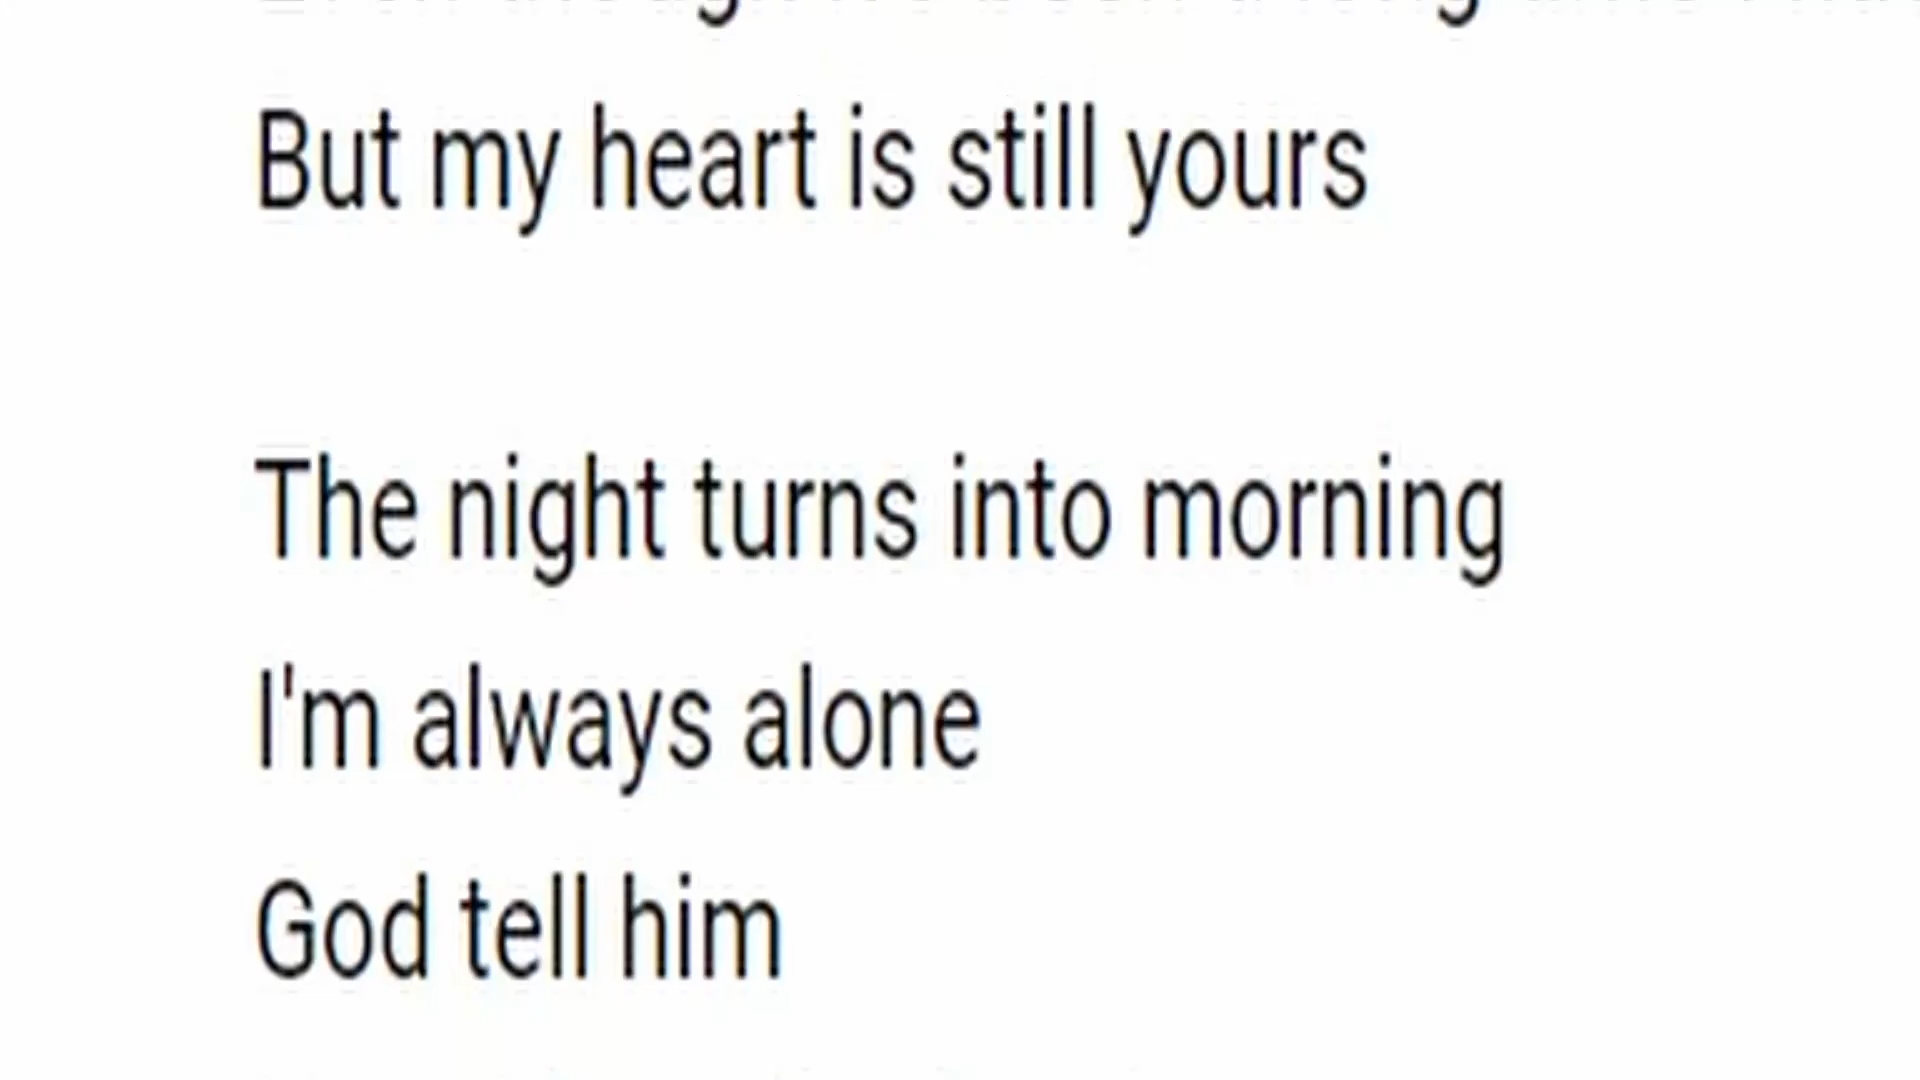 But my heart is still yours
The night turns into morning
I'm always alone
God tell him